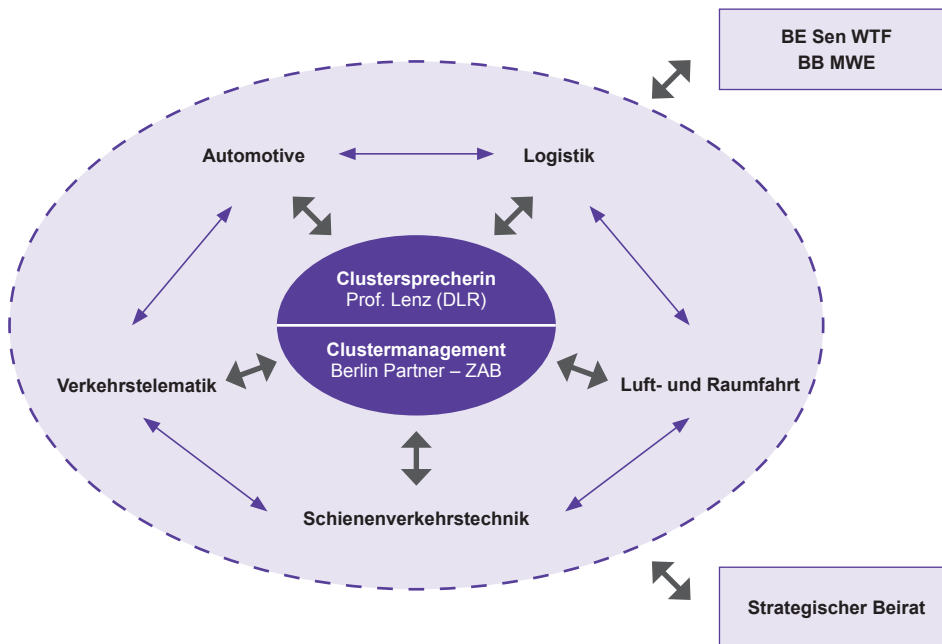 BE Sen WTF
BB MWE
Automotive
Logistik
Clustersprecherin
Prof. Lenz (DLR)
Clustermanagement
Berlin Partner – ZAB
Verkehrstelematik
Luft- und Raumfahrt
Schienenverkehrstechnik
Strategischer Beirat